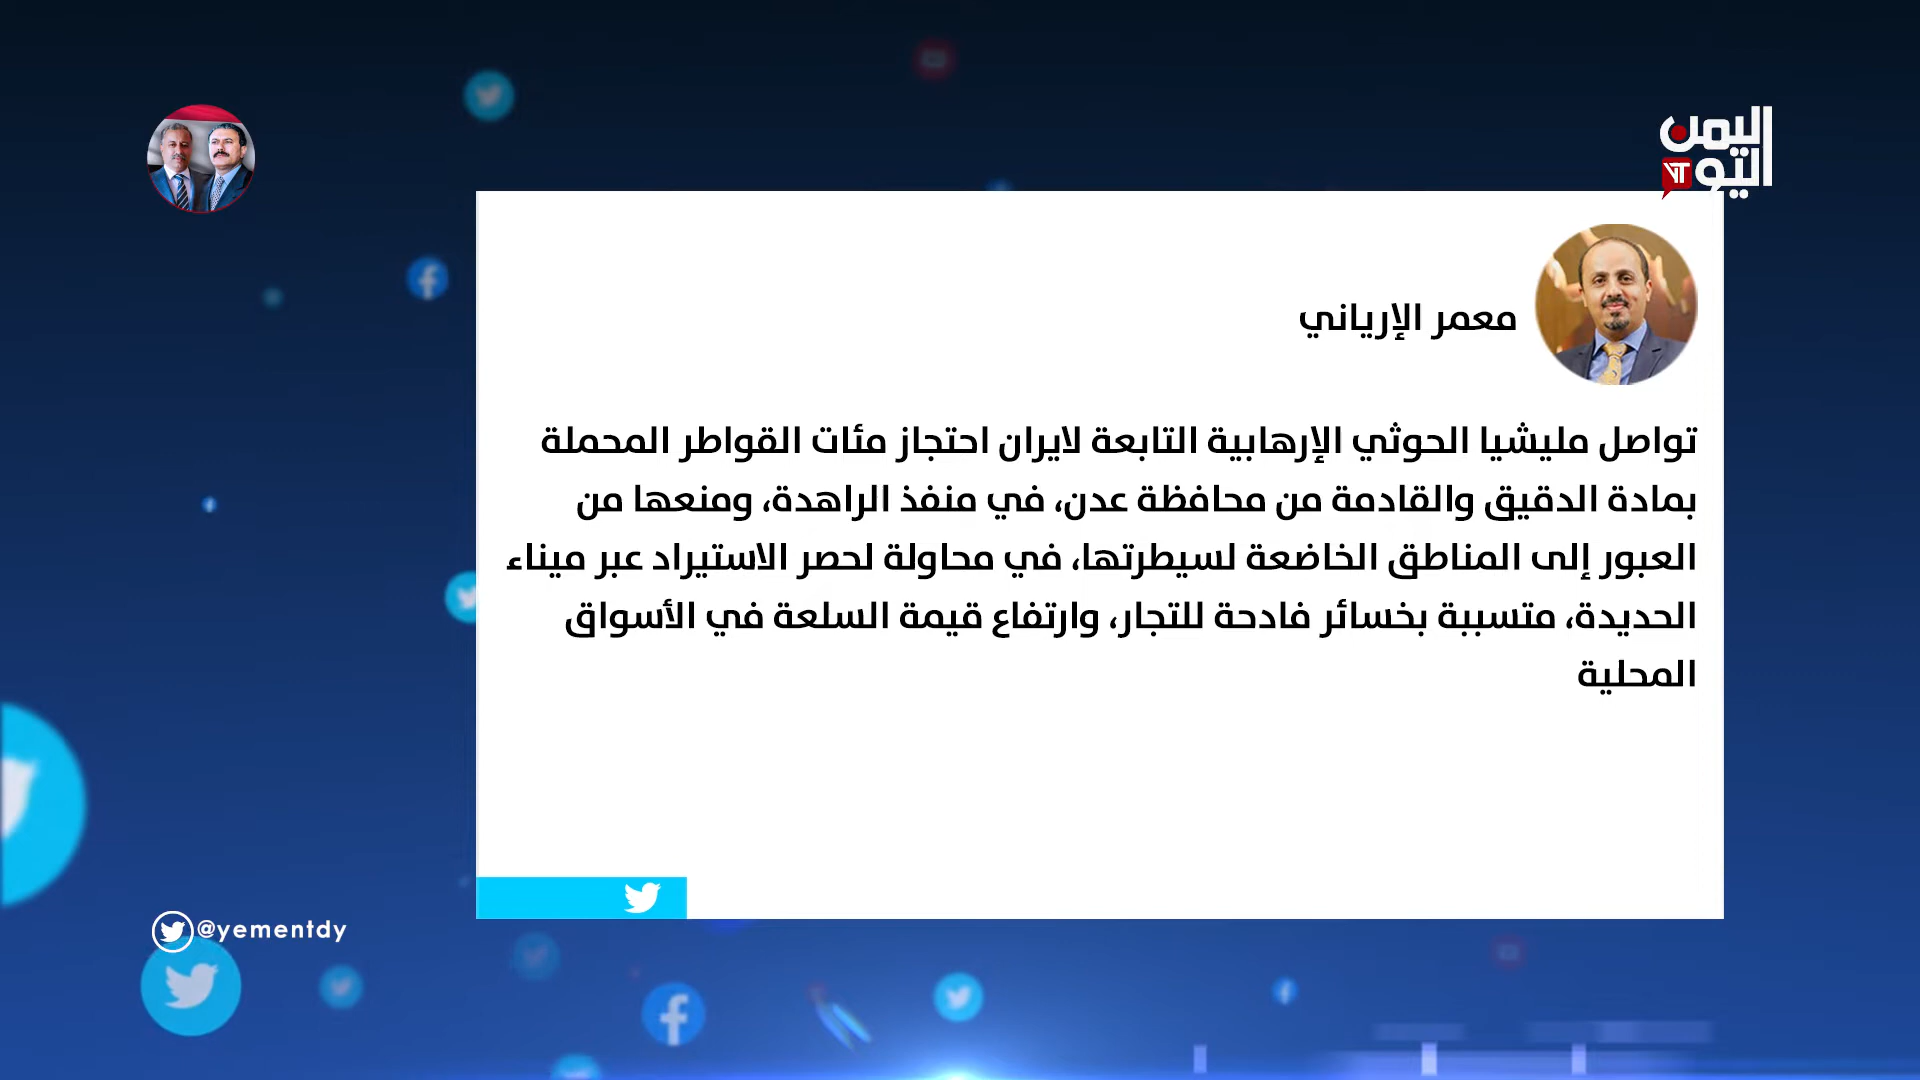 اليمن
اليوم
YT
معمر الإرياني
تواصل مليشيا الحوثي الإرهابية التابعة لايران احتجاز مئات القواطر المحملة
بمادة الدقيق والقادمة من محافظة عدن، في منفذ الراهدة، ومنعها من
العبور إلى المناطق الخاضعة لسيطرتها، في محاولة لحصر الاستيراد عبر ميناء
الحديدة، متسببة بخسائر فادحة للتجار، وارتفاع قيمة السلعة في الأسواق
المحلية
@yementdy